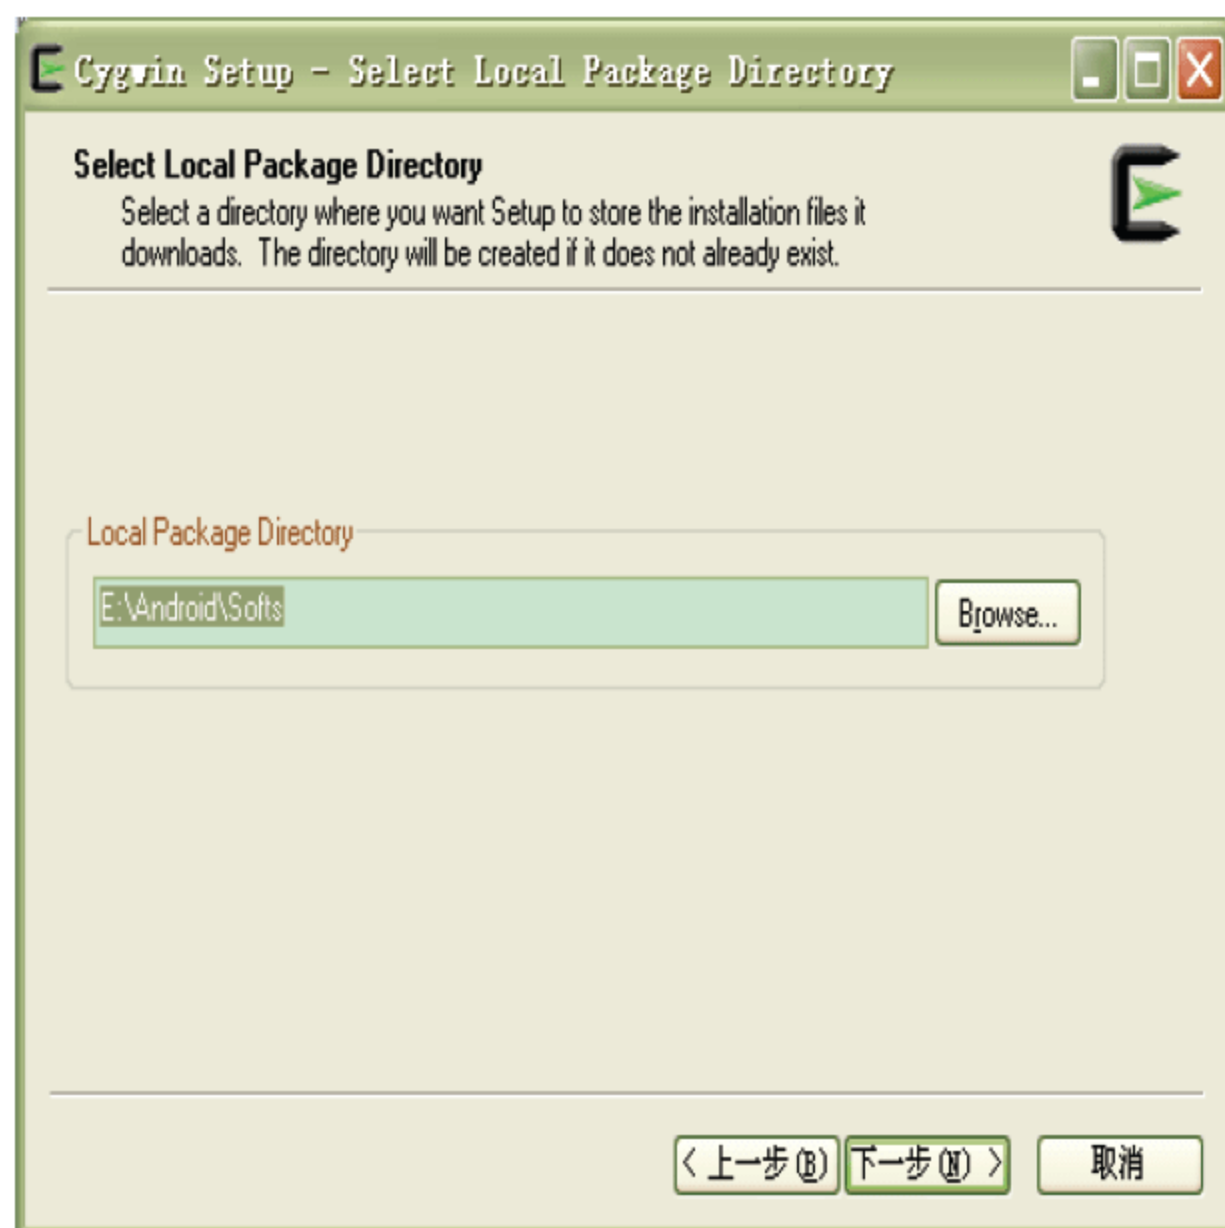 Cygwin Setup - Select Local Package Directory
Select Local Package Directory
Select a directory where you want Setup to store the installation files it
downloads. The directory will be created if it does not already exist.
Local Package Directory
E:\Android\Softs
Browse...
< 上一步(B) 下一步(N) > 取消